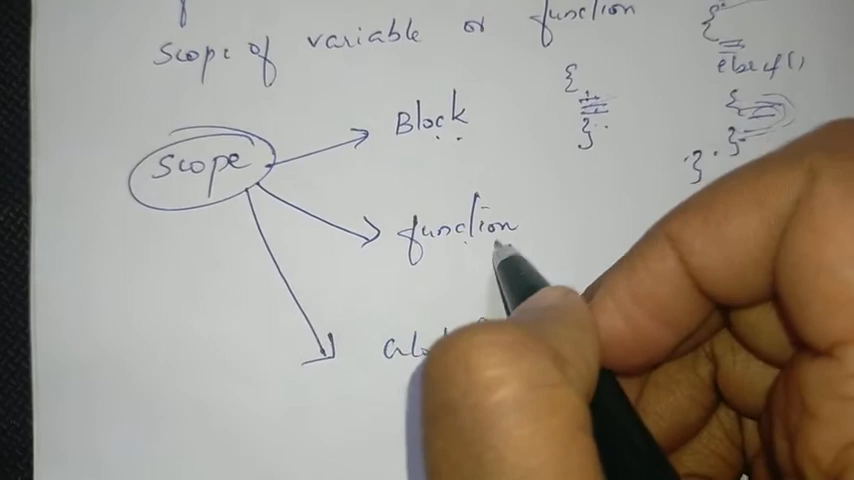 scope of variable or function
{
}
{
else if ()
{
}
}
scope
Block
function